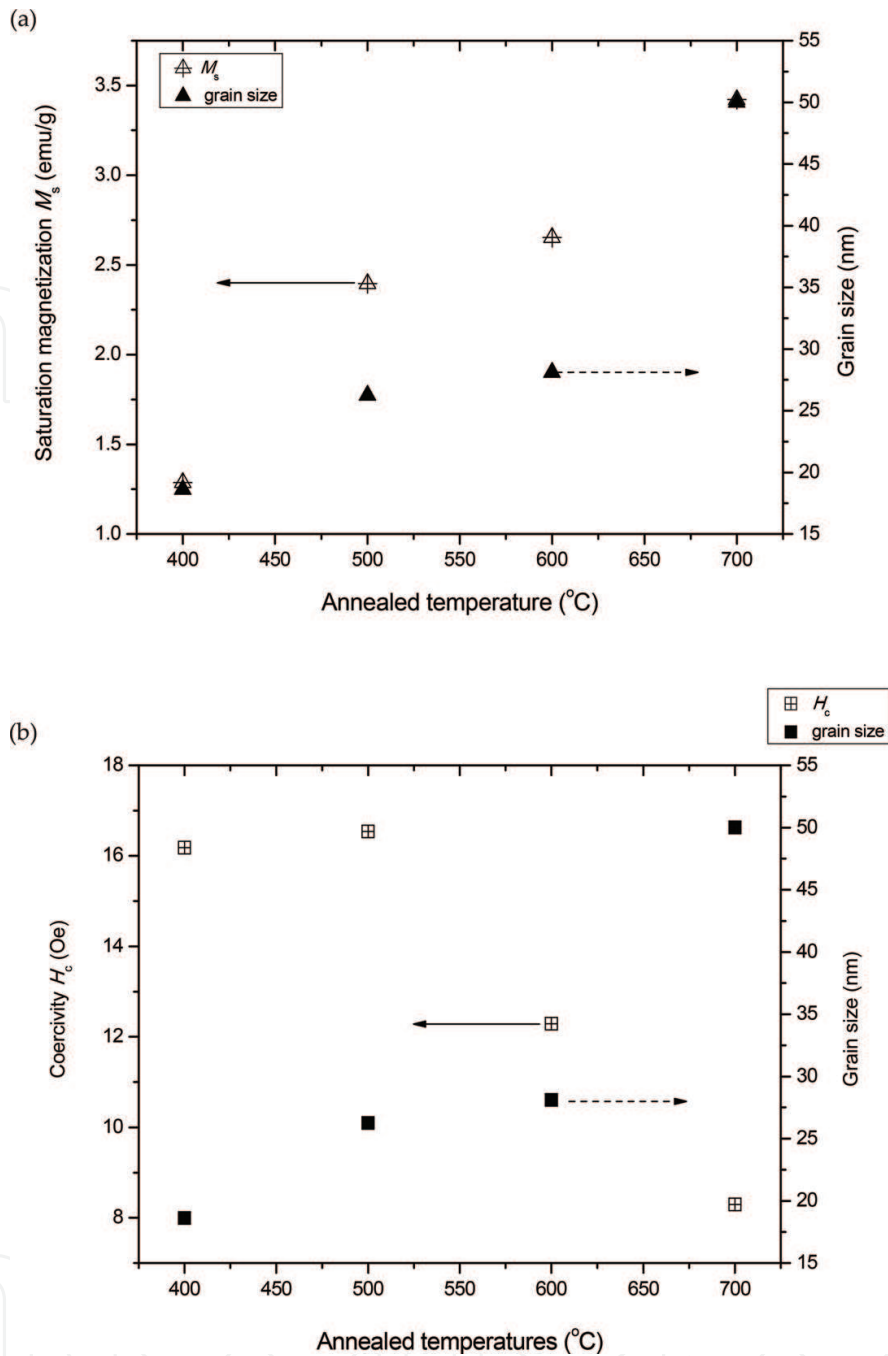 (a)
M_s
grain size
3.5
3.0
2.5
2.0
1.5
1.0
55
50
45
40
35
30
25
20
15
400 450 500 550 600 650 700
Saturation magnetization M_s (emu/g)
Grain size (nm)
Annealed temperature (°C)
(b)
H_c
grain size
18
16
14
12
10
8
55
50
45
40
35
30
25
20
15
400 450 500 550 600 650 700
Coercivity H_c (Oe)
Grain size (nm)
Annealed temperatures (°C)